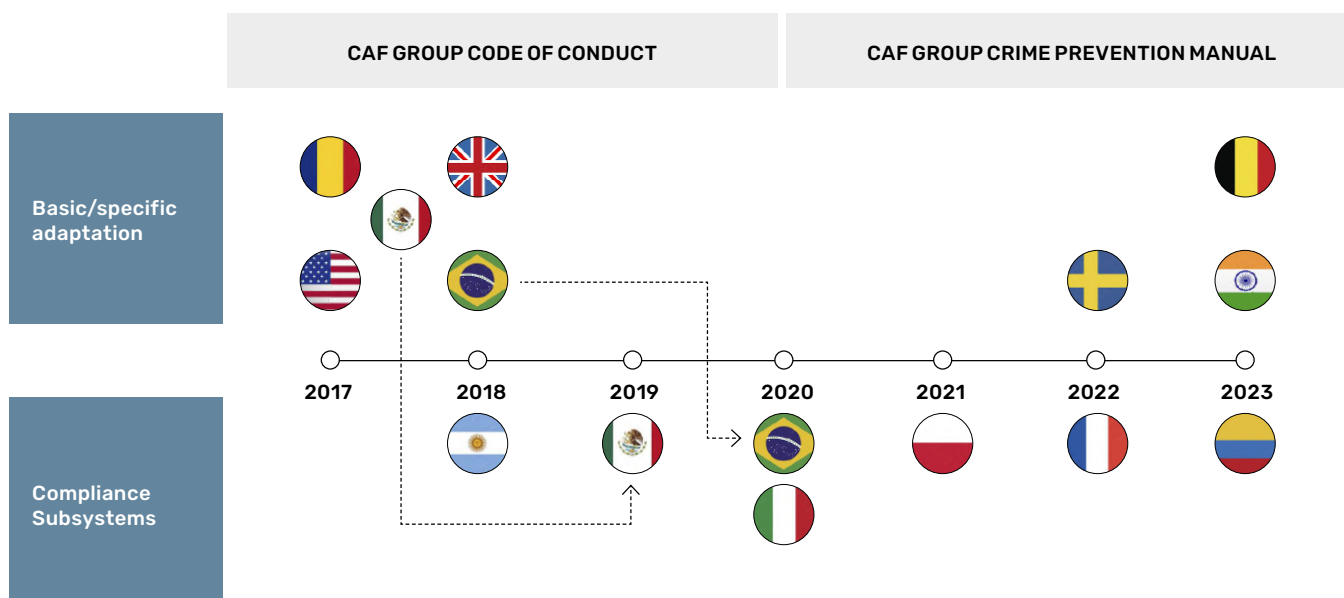 CAF GROUP CODE OF CONDUCT
CAF GROUP CRIME PREVENTION MANUAL
Basic/specific
adaptation
2017
2018
2019
2020
2021
2022
2023
Compliance
Subsystems